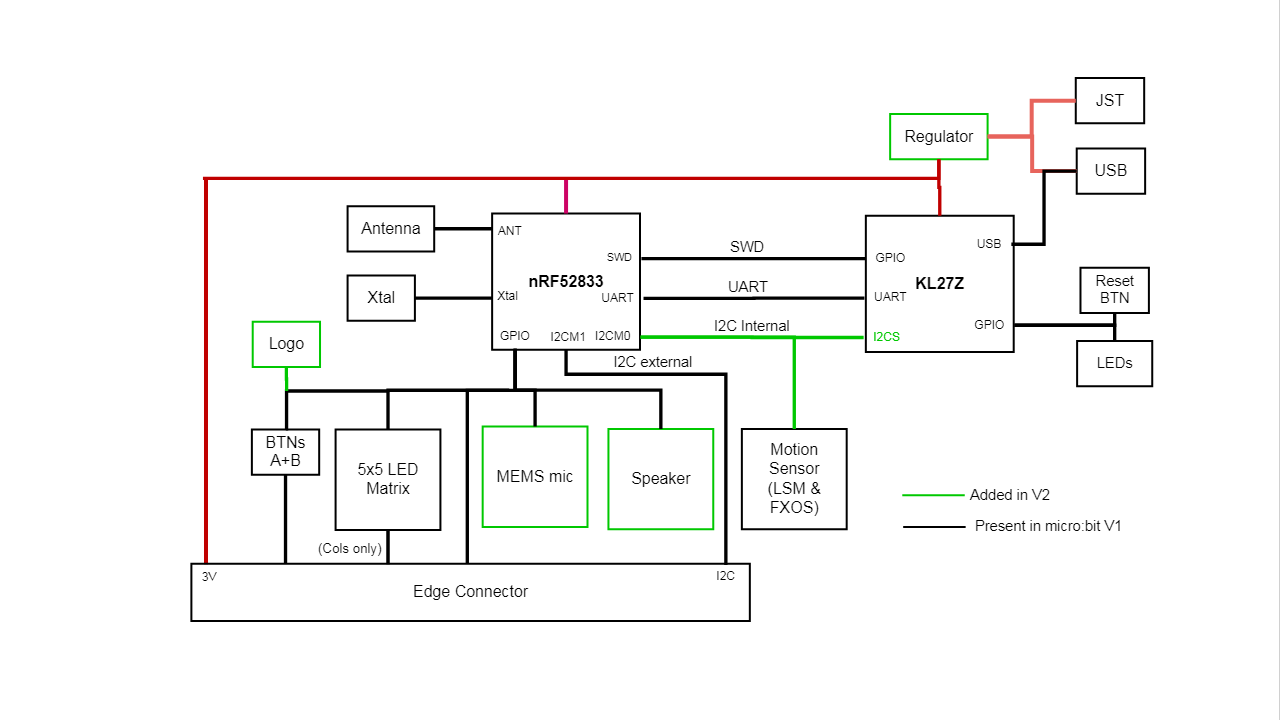 JST
Regulator
USB
Antenna
ANT
SWD
SWD
GPIO
USB
nRF52833
KL27Z
Xtal
Xtal
UART
UART
UART
Reset
BTN
GPIO
I2CM1
I2CM0
I2C Internal
I2CS
GPIO
Logo
I2C external
LEDs
BTNs
A+B
5x5 LED
Matrix
MEMS mic
Speaker
Motion
Sensor
(LSM &
FXOS)
Added in V2
Present in micro:bit V1
(Cols only)
3V
I2C
Edge Connector